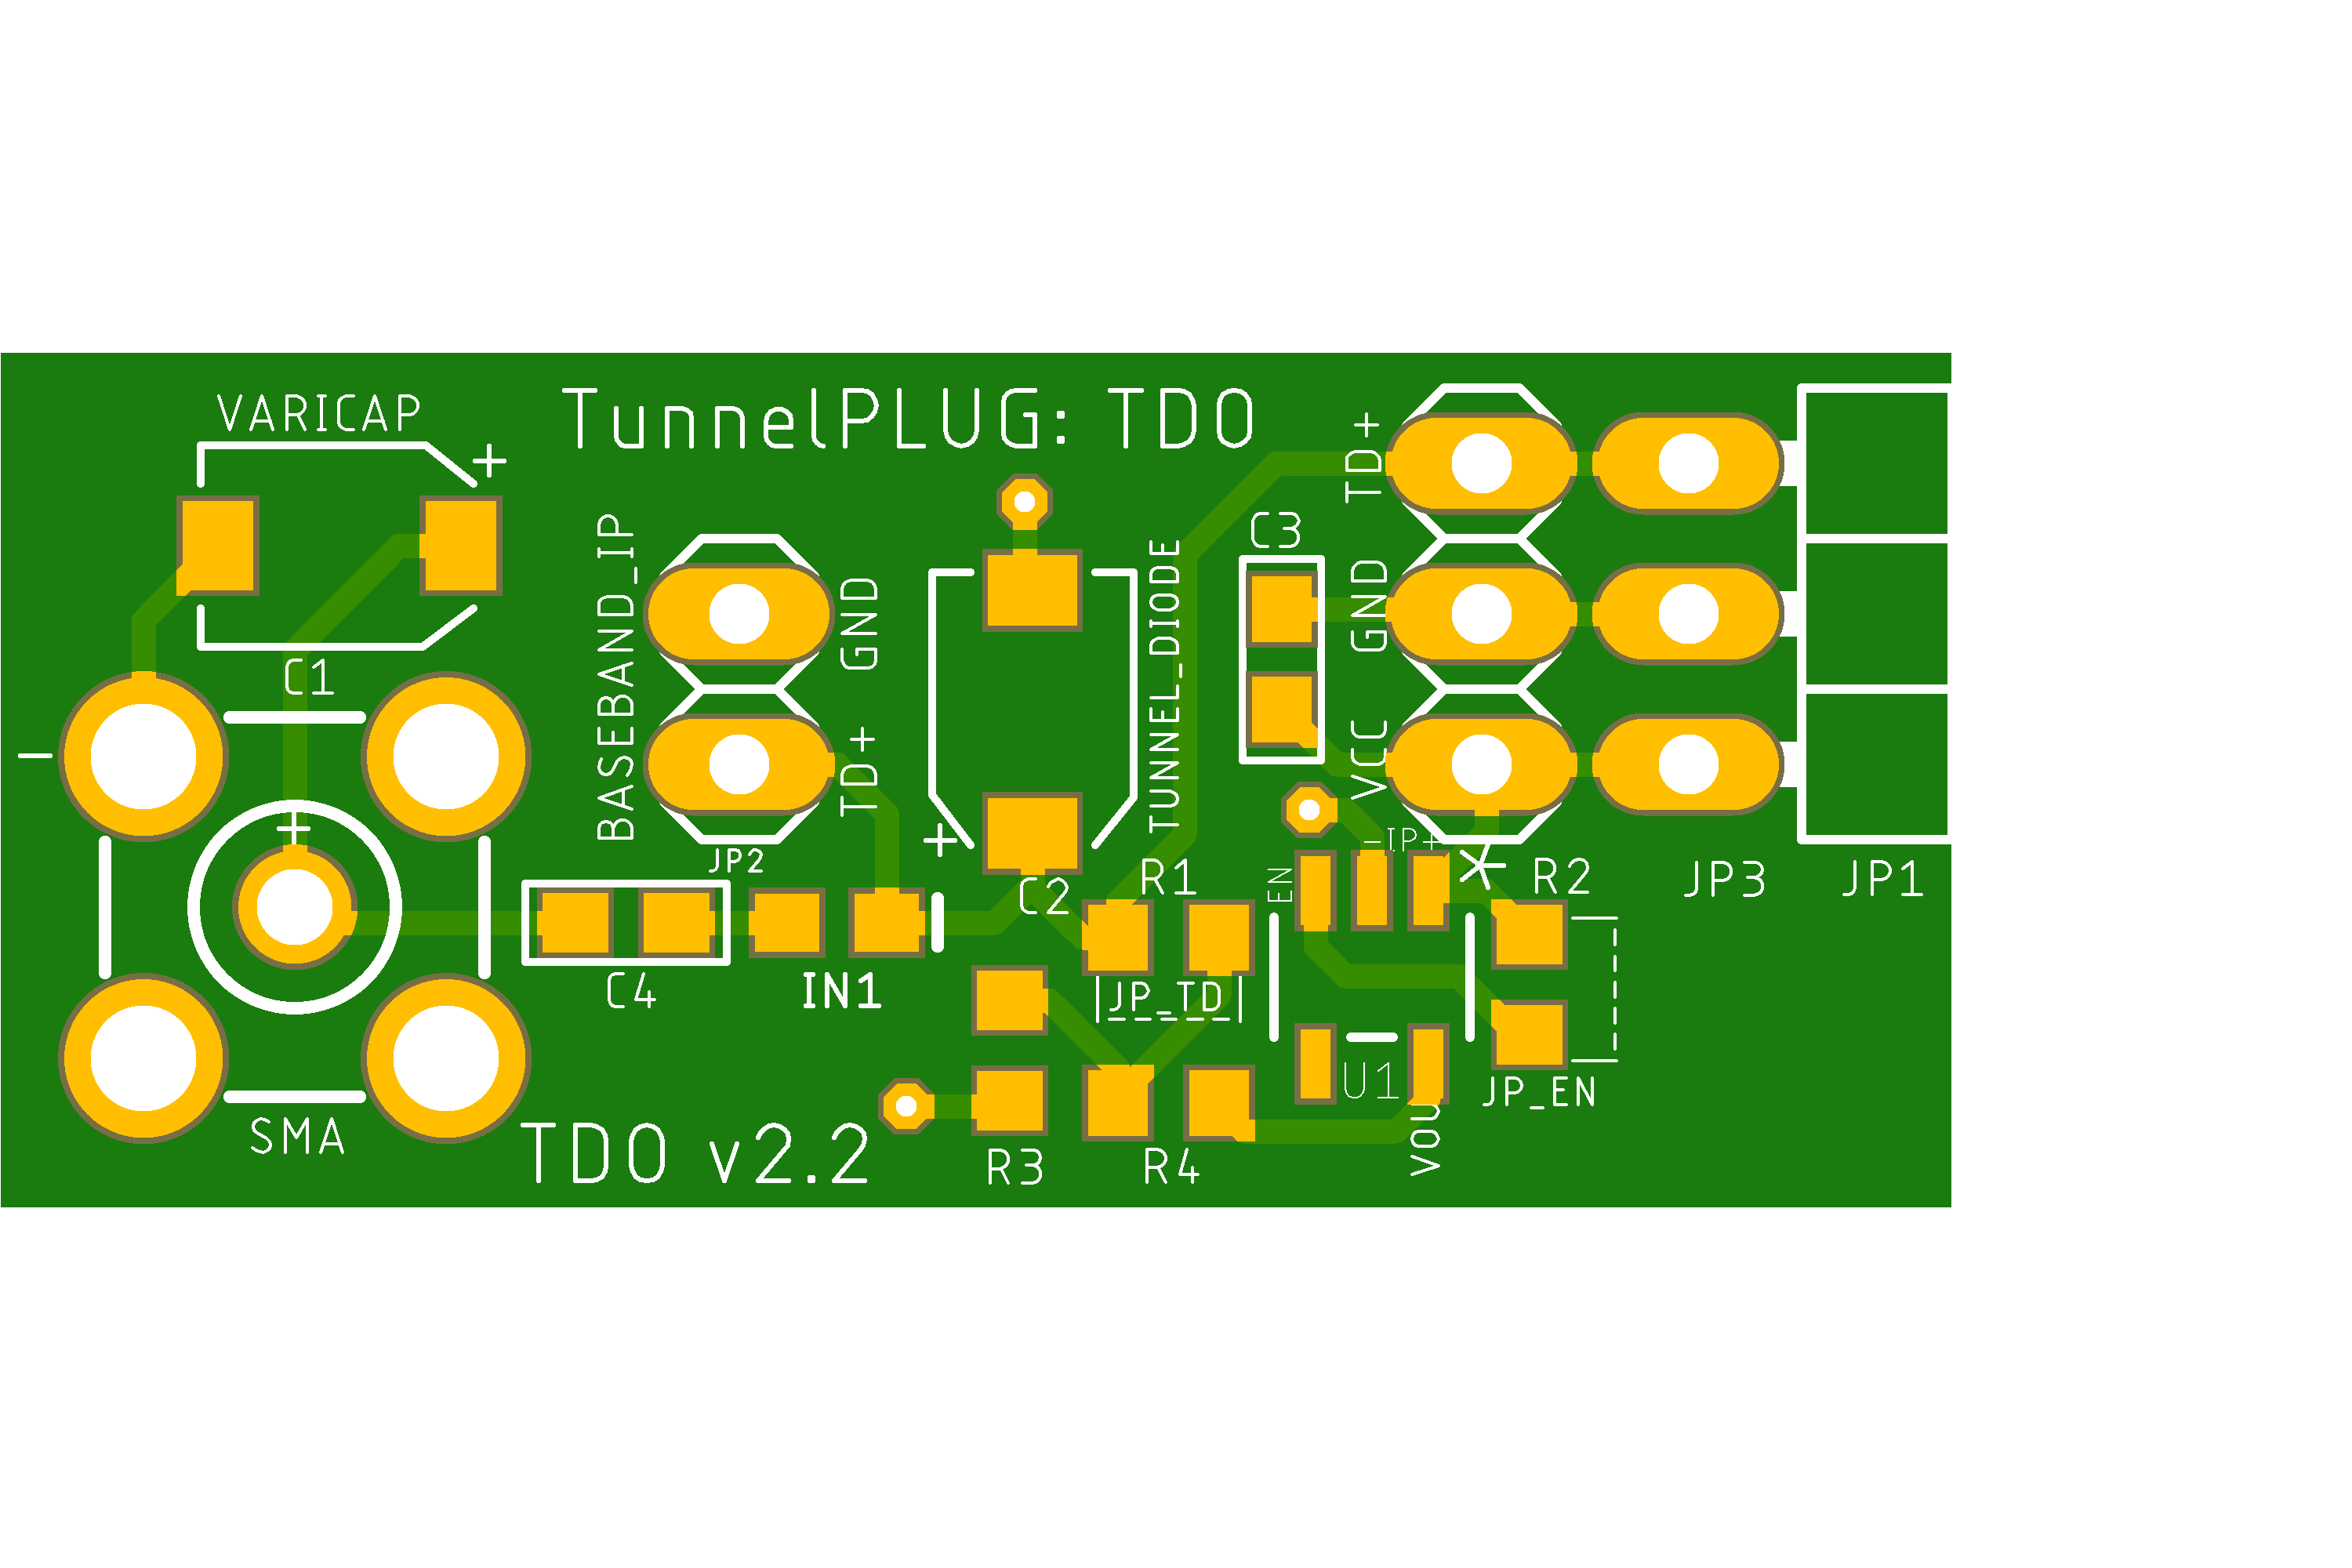 TunnelPLUG: TDO
VARICAP
+
TD+
C3
BASEBAND_IP
GND
TUNNEL_DIODE
GND
C1
TD+
VCC
-
+
+
JP2
-IP+
EN
C2
R1
*
R2
JP3
JP1
C4
IN1
JP_TD
U1
JP_EN
SMA
TDO v2.2
R3
R4
VOU